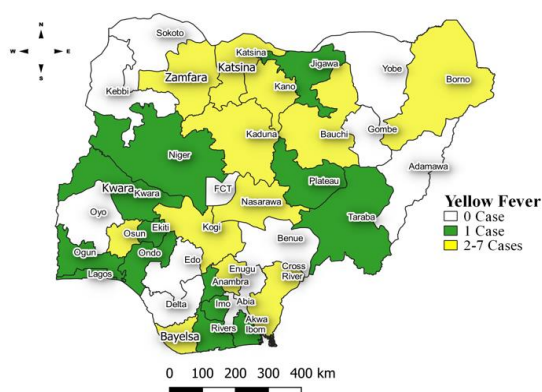 N
W E
S
Sokoto
Katsina
Jigawa
Yobe
Borno
Zamfara
Katsina
Kebbi
Kano
Kaduna
Bauchi
Gombe
Adamawa
Niger
Plateau
FCT
Kwara
Kwara
Nasarawa
Taraba
Oyo
Ekiti
Kogi
Osun
Benue
Ogun
Ondo
Edo
Enugu
Cross
River
Lagos
Anambra
Delta
Imo
Abia
Akwa
Ibom
Rivers
Bayelsa
Yellow Fever
0 Case
1 Case
2-7 Cases
0 100 200 300 400 km